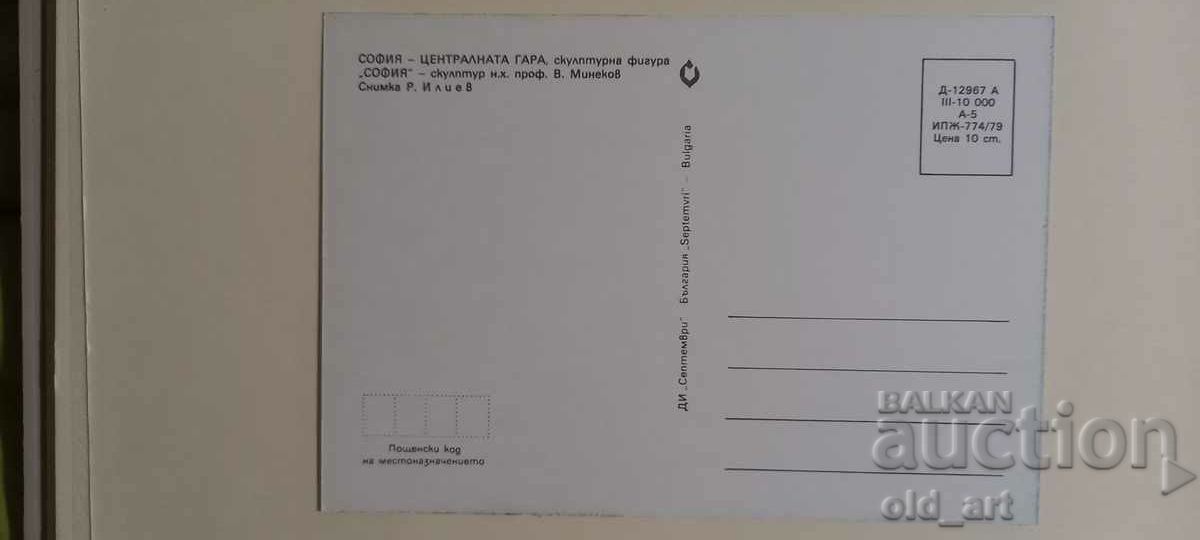 СОФИЯ – ЦЕНТРАЛНАТА ГАРА, скулптурна фигура
„СОФИЯ" – скулптор н.х. проф. В. Минеков
Снимка Р. Илиев
Д-12967 А
III-10 000
А-5
ИПЖ-774/79
Цена 10 ст.
ДИ „Септември" България „Septemvri" – Bulgaria
Пощенски код
на местоназначението
BALKAN
auction
old_art